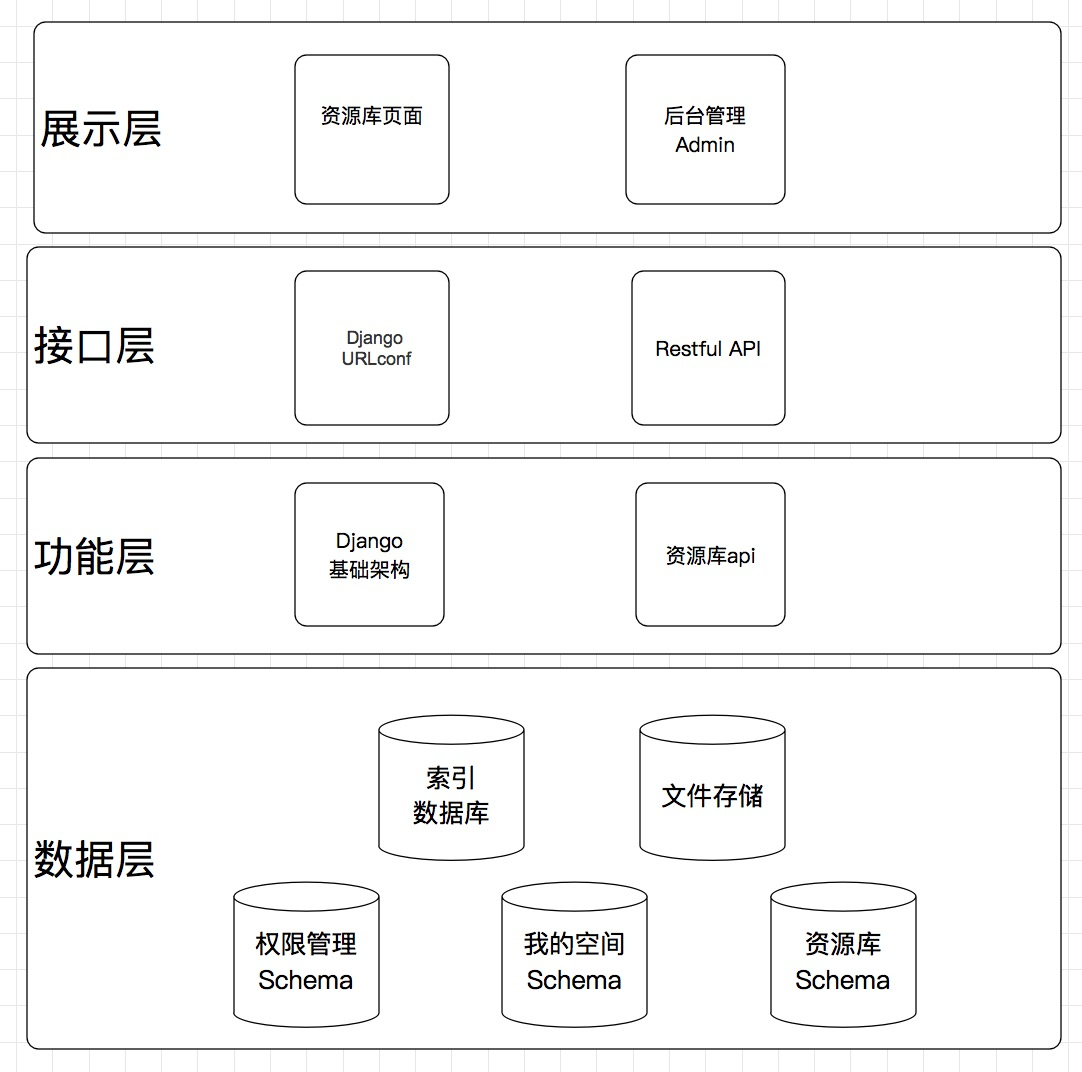 展示层
资源库页面
后台管理
Admin
接口层
Django
URLconf
Restful API
功能层
Django
基础架构
资源库api
数据层
索引
数据库
文件存储
权限管理
Schema
我的空间
Schema
资源库
Schema